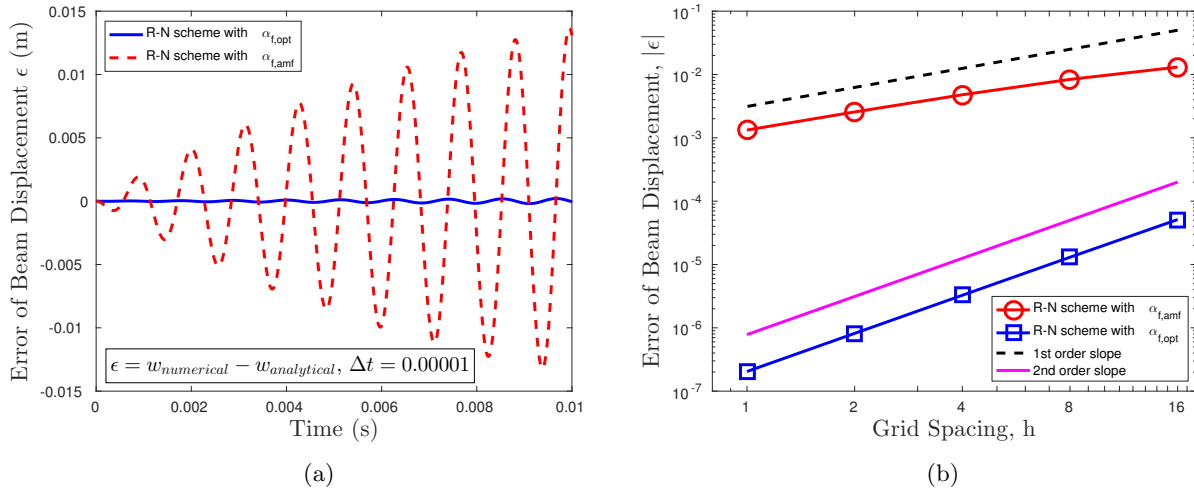 R-N scheme with α_f,opt
R-N scheme with α_f,amf
0.015
0.01
0.005
0
-0.005
-0.01
-0.015
Error of Beam Displacement ϵ (m)
ϵ = w_numerical − w_analytical, Δt = 0.00001
0 0.002 0.004 0.006 0.008 0.01
Time (s)
(a)
10^-1
10^-2
10^-3
10^-4
10^-5
10^-6
10^-7
Error of Beam Displacement, |ϵ|
R-N scheme with α_f,amf
R-N scheme with α_f,opt
1st order slope
2nd order slope
1 2 4 8 16
Grid Spacing, h
(b)